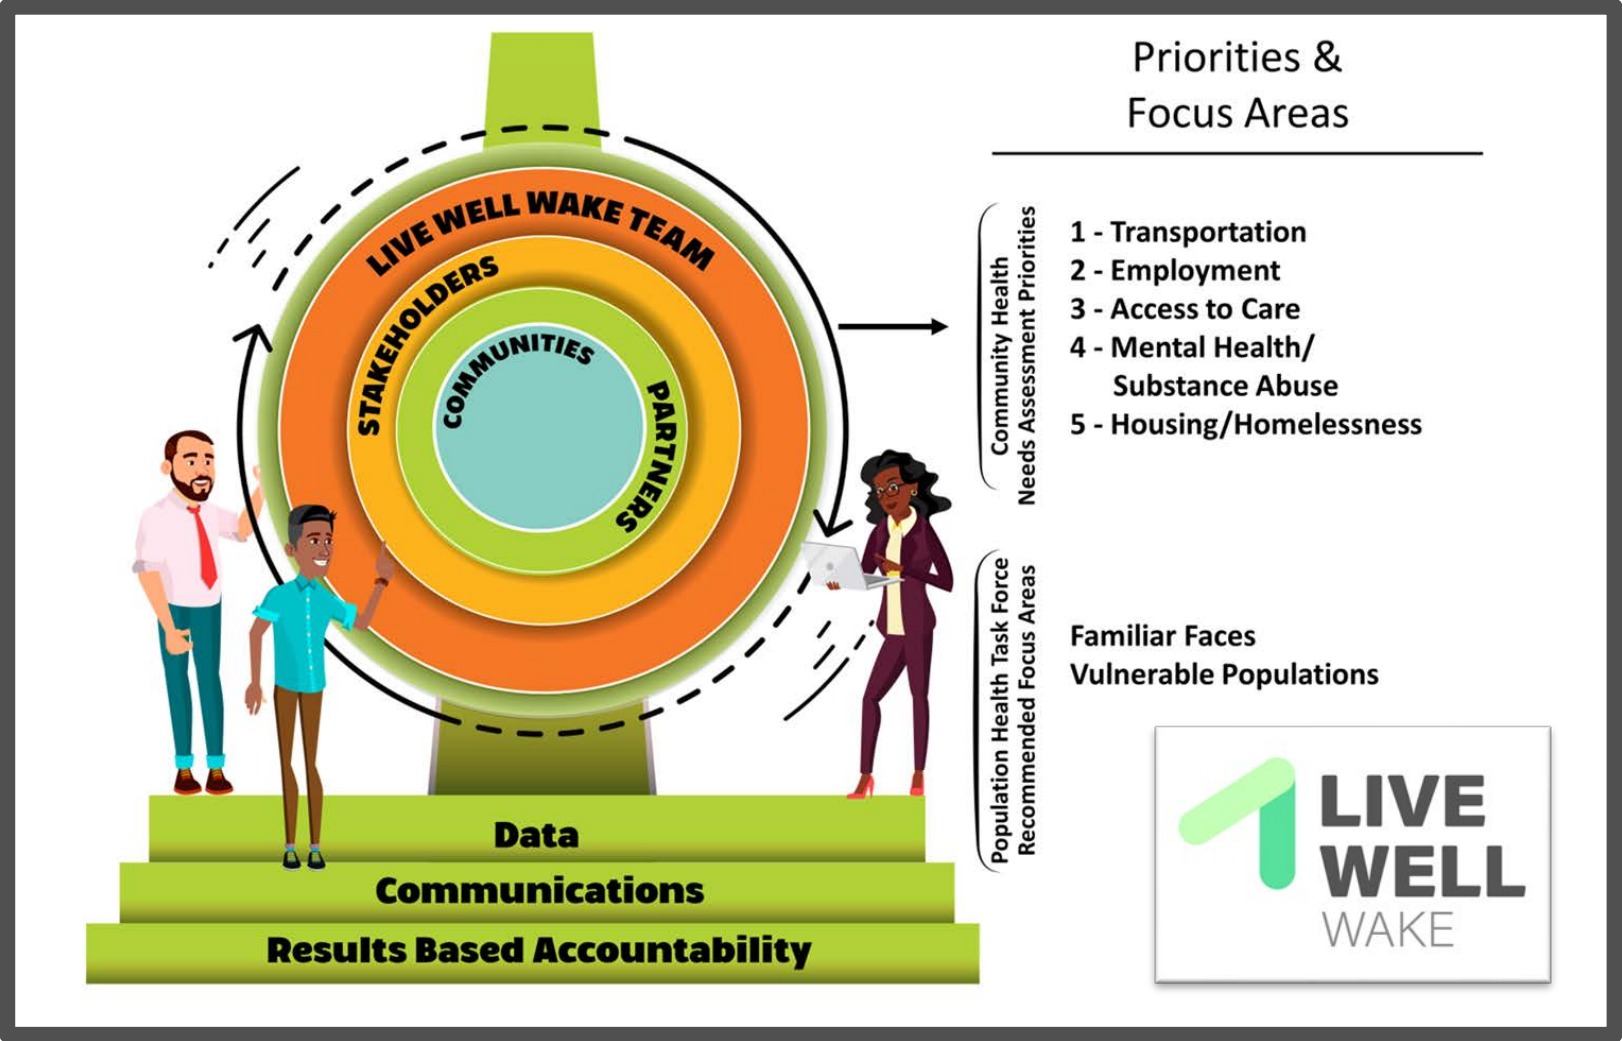 Priorities &
Focus Areas
LIVE WELL WAKE TEAM
STAKEHOLDERS
COMMUNITIES
PARTNERS
Community Health
Needs Assessment Priorities
1 - Transportation
2 - Employment
3 - Access to Care
4 - Mental Health/
Substance Abuse
5 - Housing/Homelessness
Population Health Task Force
Recommended Focus Areas
Familiar Faces
Vulnerable Populations
Data
Communications
Results Based Accountability
LIVE
WELL
WAKE